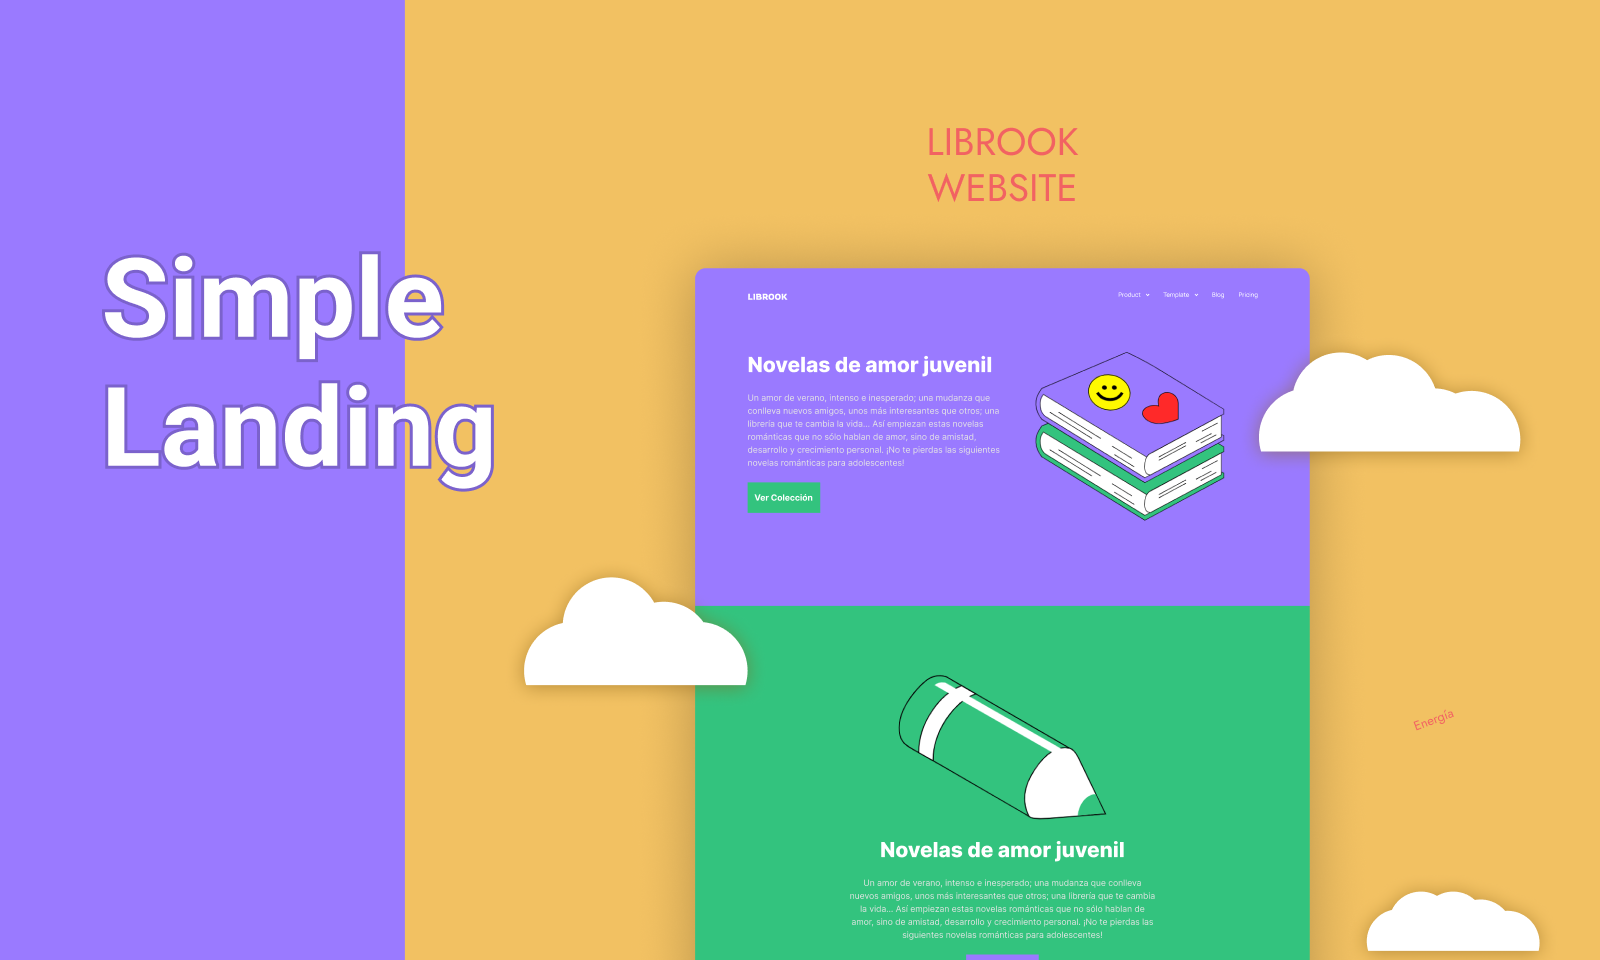 Simple
Landing
LIBROOK
WEBSITE
LIBROOK
Product
Template
Blog
Pricing
Novelas de amor juvenil
Un amor de verano, intenso e inesperado; una mudanza que
conlleva nuevos amigos, unos más interesantes que otros; una
librería que te cambia la vida... Así empiezan estas novelas
románticas que no sólo hablan de amor, sino de amistad,
desarrollo y crecimiento personal. ¡No te pierdas las siguientes
novelas románticas para adolescentes!
Ver Colección
Energía
Novelas de amor juvenil
Un amor de verano, intenso e inesperado; una mudanza que conlleva
nuevos amigos, unos más interesantes que otros; una librería que te cambia
la vida... Así empiezan estas novelas románticas que no sólo hablan de
amor, sino de amistad, desarrollo y crecimiento personal. ¡No te pierdas las
siguientes novelas románticas para adolescentes!